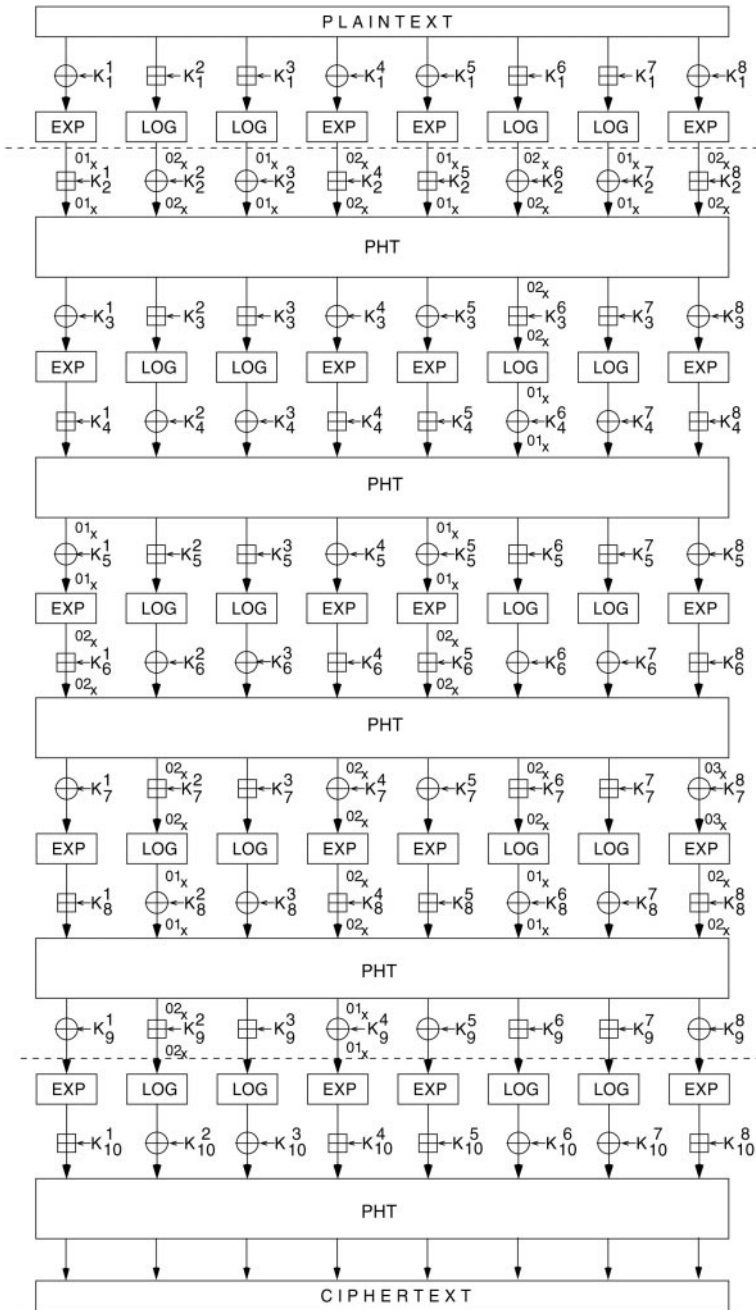 PLAINTEXT
K₁¹ K₁² K₁³ K₁⁴ K₁⁵ K₁⁶ K₁⁷ K₁⁸
EXP LOG LOG EXP EXP LOG LOG EXP
01ₓ 02ₓ 01ₓ 02ₓ 01ₓ 02ₓ 01ₓ 02ₓ
K₂¹ K₂² K₂³ K₂⁴ K₂⁵ K₂⁶ K₂⁷ K₂⁸
01ₓ 02ₓ 01ₓ 02ₓ 01ₓ 02ₓ 01ₓ 02ₓ
PHT
02ₓ
K₃¹ K₃² K₃³ K₃⁴ K₃⁵ K₃⁶ K₃⁷ K₃⁸
02ₓ
EXP LOG LOG EXP EXP LOG LOG EXP
01ₓ
K₄¹ K₄² K₄³ K₄⁴ K₄⁵ K₄⁶ K₄⁷ K₄⁸
01ₓ
PHT
01ₓ 01ₓ
K₅¹ K₅² K₅³ K₅⁴ K₅⁵ K₅⁶ K₅⁷ K₅⁸
01ₓ 01ₓ
EXP LOG LOG EXP EXP LOG LOG EXP
02ₓ 02ₓ
K₆¹ K₆² K₆³ K₆⁴ K₆⁵ K₆⁶ K₆⁷ K₆⁸
02ₓ 02ₓ
PHT
02ₓ 02ₓ 02ₓ 03ₓ
K₇¹ K₇² K₇³ K₇⁴ K₇⁵ K₇⁶ K₇⁷ K₇⁸
02ₓ 02ₓ 02ₓ 03ₓ
EXP LOG LOG EXP EXP LOG LOG EXP
01ₓ 02ₓ 01ₓ 02ₓ
K₈¹ K₈² K₈³ K₈⁴ K₈⁵ K₈⁶ K₈⁷ K₈⁸
01ₓ 02ₓ 01ₓ 02ₓ
PHT
02ₓ 01ₓ
K₉¹ K₉² K₉³ K₉⁴ K₉⁵ K₉⁶ K₉⁷ K₉⁸
02ₓ 01ₓ
EXP LOG LOG EXP EXP LOG LOG EXP
K₁₀¹ K₁₀² K₁₀³ K₁₀⁴ K₁₀⁵ K₁₀⁶ K₁₀⁷ K₁₀⁸
PHT
CIPHERTEXT